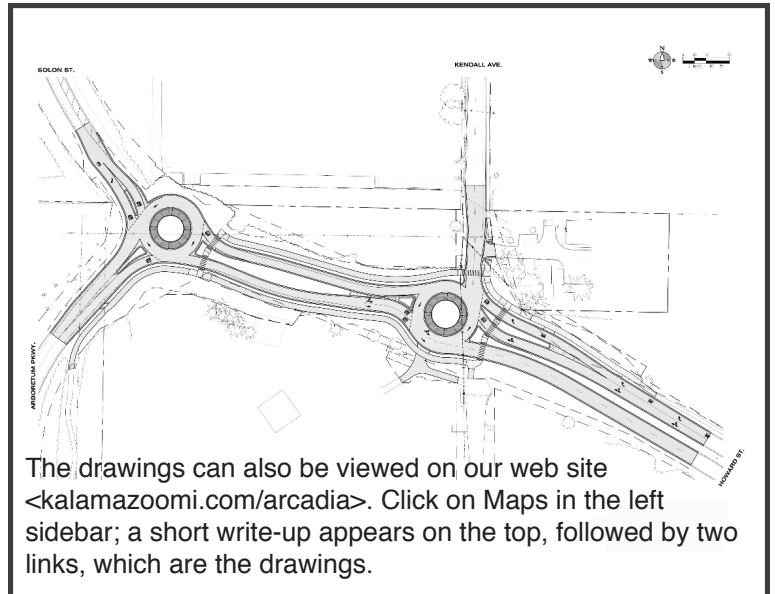 SOLON ST.
KENDALL AVE.
N
W E
S
ARBORETUM PKWY.
HOWARD ST.
The drawings can also be viewed on our web site
<kalamazoomi.com/arcadia>. Click on Maps in the left
sidebar; a short write-up appears on the top, followed by two
links, which are the drawings.